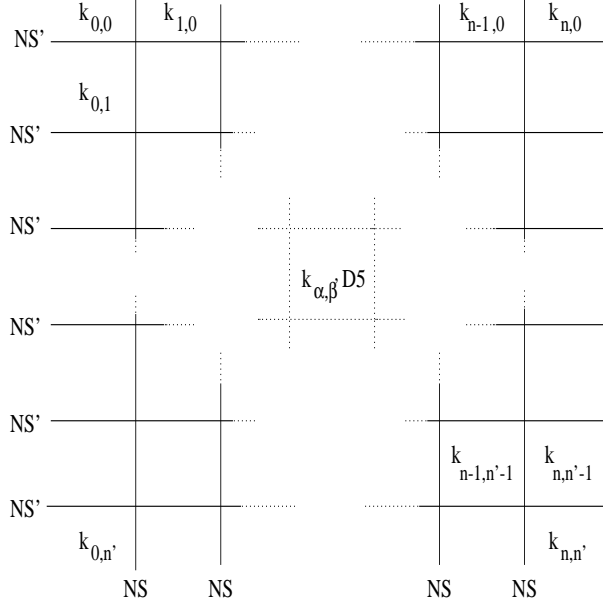 k0,0 k1,0 kn-1,0 kn,0
NS'
k0,1
NS'
NS'
kα,β' D5
NS'
NS'
kn-1,n'-1 kn,n'-1
NS'
k0,n' kn,n'
NS NS NS NS